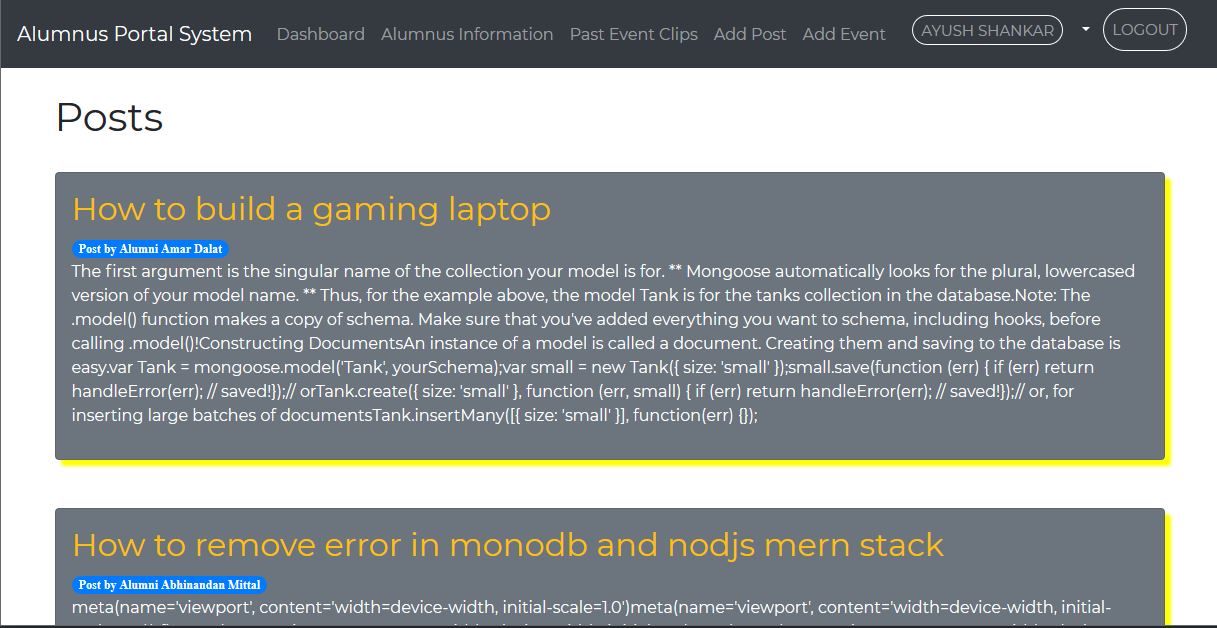 Alumnus Portal System Dashboard Alumnus Information Past Event Clips Add Post Add Event AYUSH SHANKAR LOGOUT
Posts
How to build a gaming laptop
Post by Alumni Amar Dalat
The first argument is the singular name of the collection your model is for. ** Mongoose automatically looks for the plural, lowercased
version of your model name. ** Thus, for the example above, the model Tank is for the tanks collection in the database.Note: The
.model() function makes a copy of schema. Make sure that you've added everything you want to schema, including hooks, before
calling .model()!Constructing DocumentsAn instance of a model is called a document. Creating them and saving to the database is
easy.var Tank = mongoose.model('Tank', yourSchema);var small = new Tank({ size: 'small' });small.save(function (err) { if (err) return
handleError(err); // saved!});// orTank.create({ size: 'small' }, function (err, small) { if (err) return handleError(err); // saved!});// or, for
inserting large batches of documentsTank.insertMany([{ size: 'small' }], function(err) {});
How to remove error in monodb and nodjs mern stack
Post by Alumni Abhinandan Mittal
meta(name='viewport', content='width=device-width, initial-scale=1.0')meta(name='viewport', content='width=device-width, initial-